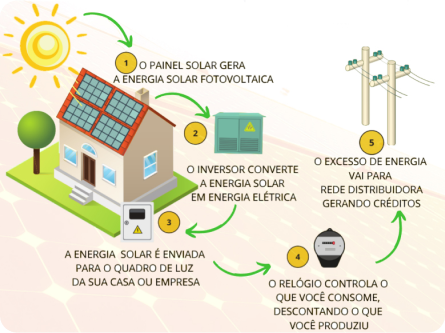 1
O PAINEL SOLAR GERA
A ENERGIA SOLAR FOTOVOLTAICA
2
O INVERSOR CONVERTE
A ENERGIA SOLAR
EM ENERGIA ELÉTRICA
3
A ENERGIA SOLAR É ENVIADA
PARA O QUADRO DE LUZ
DA SUA CASA OU EMPRESA
4
O RELÓGIO CONTROLA O
QUE VOCÊ CONSOME,
DESCONTANDO O QUE
VOCÊ PRODUZIU
5
O EXCESSO DE ENERGIA
VAI PARA
REDE DISTRIBUIDORA
GERANDO CRÉDITOS